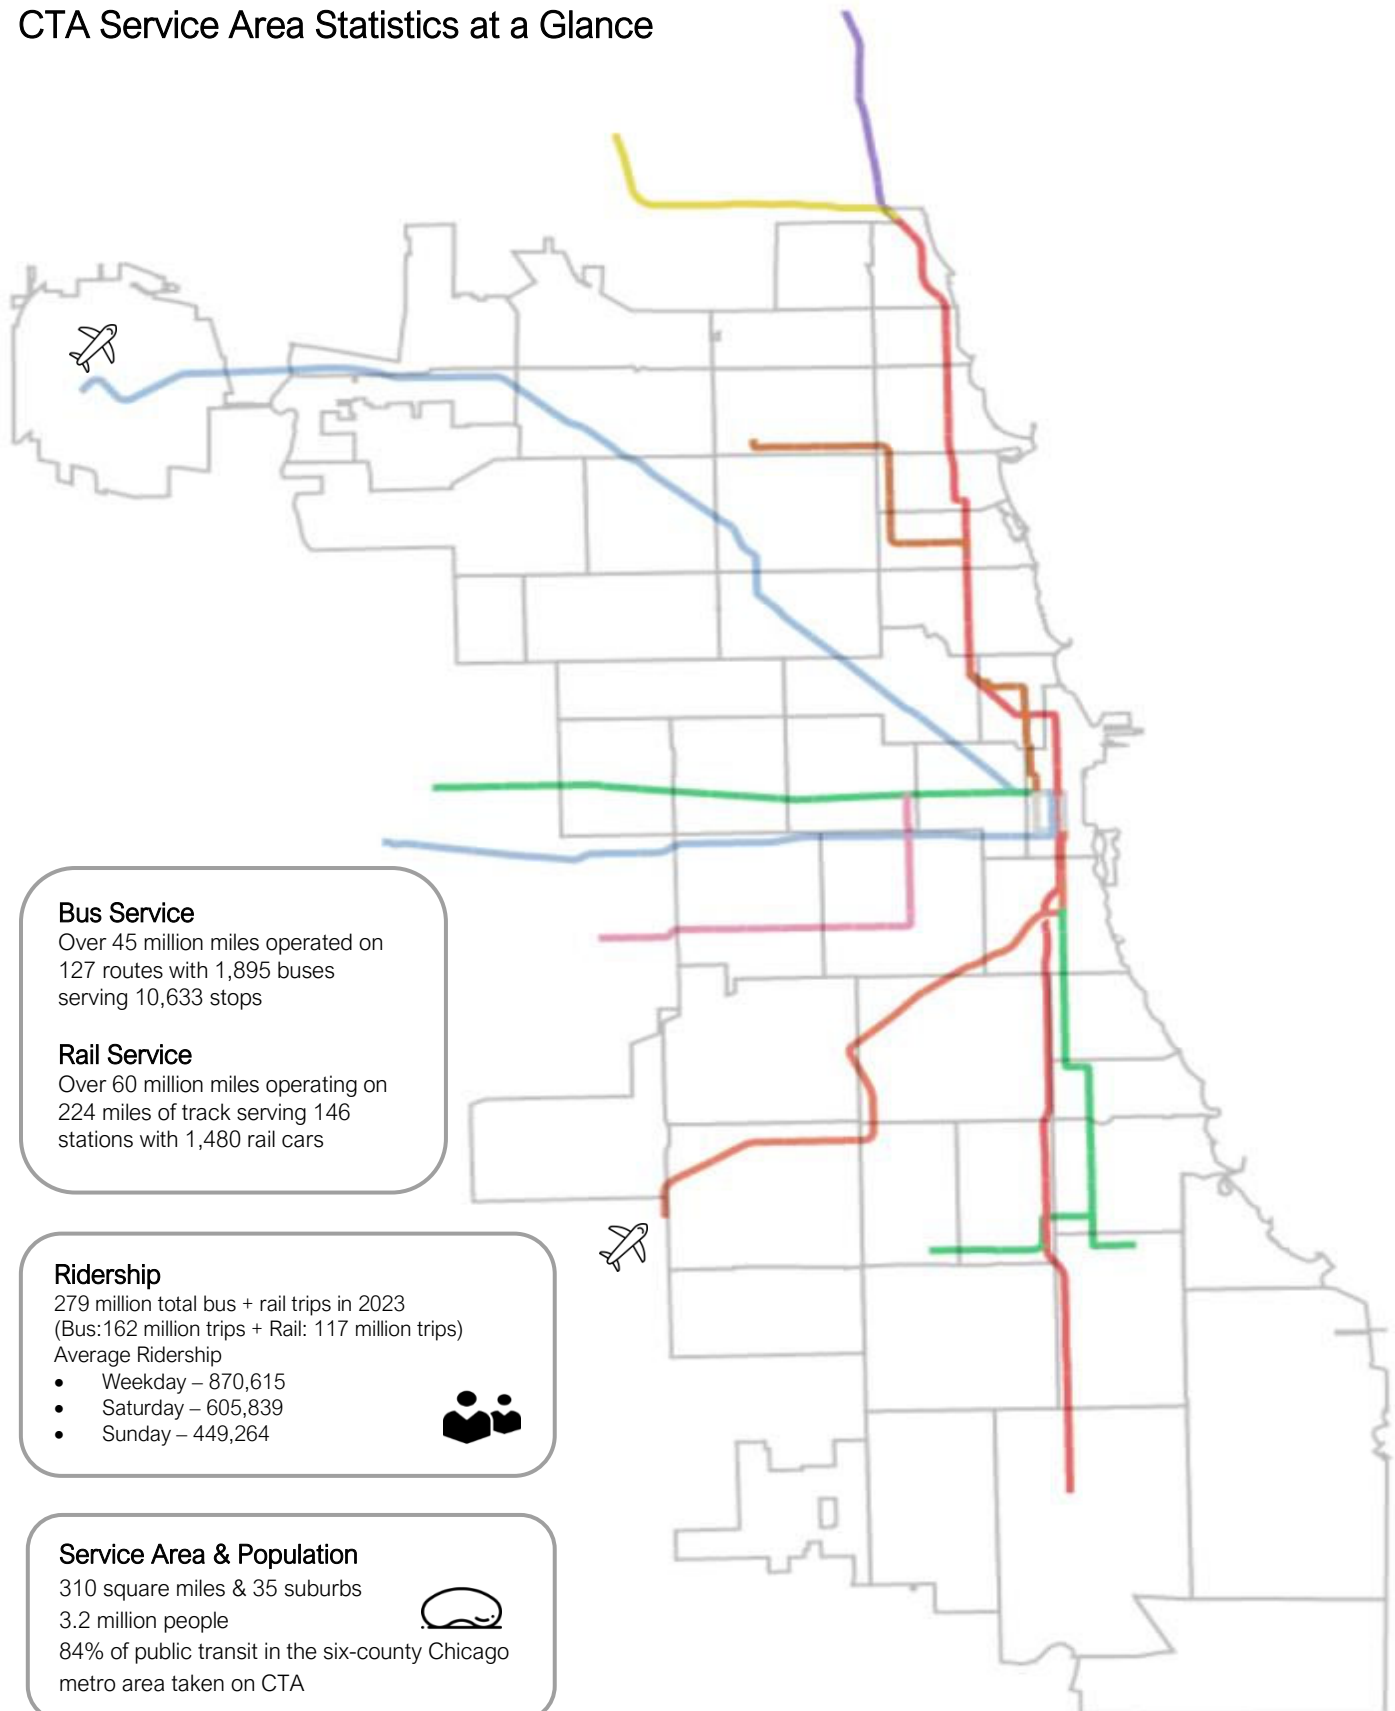 CTA Service Area Statistics at a Glance
Bus Service
Over 45 million miles operated on
127 routes with 1,895 buses
serving 10,633 stops
Rail Service
Over 60 million miles operating on
224 miles of track serving 146
stations with 1,480 rail cars
Ridership
279 million total bus + rail trips in 2023
(Bus:162 million trips + Rail: 117 million trips)
Average Ridership
• Weekday – 870,615
• Saturday – 605,839
• Sunday – 449,264
Service Area & Population
310 square miles & 35 suburbs
3.2 million people
84% of public transit in the six-county Chicago
metro area taken on CTA